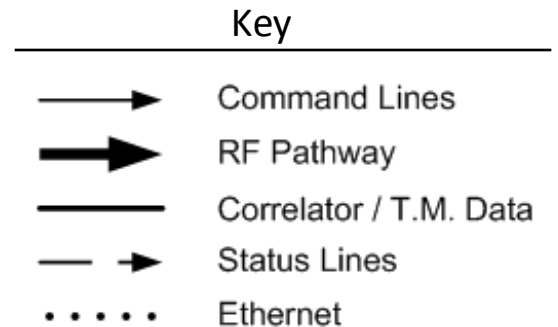 Key
Command Lines
RF Pathway
Correlator / T.M. Data
Status Lines
Ethernet